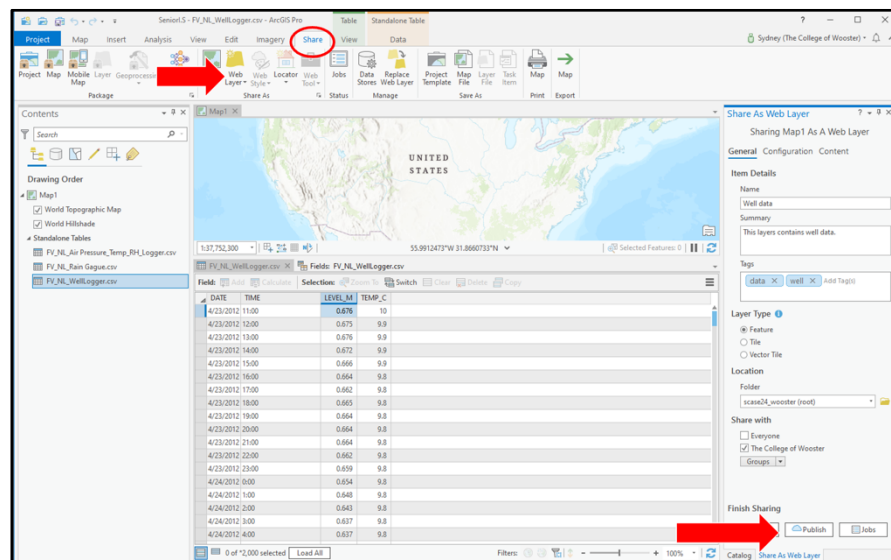 SeniorI.S - FV_NL_WellLogger.csv - ArcGIS Pro
Table
Standalone Table
?
Project Map Insert Analysis View Edit Imagery Share View Data
Sydney (The College of Wooster)
Project Map Mobile Map Layer Geoprocessing
Web Layer Web Style Locator Web Tool Jobs Data Stores Replace Web Layer Project Template Map File Layer File Task Item Map Map
Package Share As Status Manage Save As Print Export
Contents
Search
Drawing Order
Map1
World Topographic Map
World Hillshade
Standalone Tables
FV_NL_Air Pressure_Temp_RH_Logger.csv
FV_NL_Rain Gague.csv
FV_NL_WellLogger.csv
Map1
UNITED
STATES
1:37,752,300
55.9912473°W 31.8660733°N
Selected Features: 0
FV_NL_WellLogger.csv Fields: FV_NL_WellLogger.csv
Field: Add Calculate Selection: Zoom To Switch Clear Delete Copy
DATE TIME LEVEL_M TEMP_C
4/23/2012 11:00 0.676 10
4/23/2012 12:00 0.675 9.9
4/23/2012 13:00 0.676 9.9
4/23/2012 14:00 0.672 9.9
4/23/2012 15:00 0.666 9.9
4/23/2012 16:00 0.664 9.8
4/23/2012 17:00 0.662 9.8
4/23/2012 18:00 0.665 9.8
4/23/2012 19:00 0.664 9.8
4/23/2012 20:00 0.664 9.8
4/23/2012 21:00 0.664 9.8
4/23/2012 22:00 0.662 9.8
4/23/2012 23:00 0.659 9.8
4/24/2012 0:00 0.654 9.8
4/24/2012 1:00 0.648 9.8
4/24/2012 2:00 0.643 9.8
4/24/2012 3:00 0.637 9.8
4/24/2012 4:00 0.637 9.8
0 of *2,000 selected Load All
Filters:
100%
Share As Web Layer
Sharing Map1 As A Web Layer
General Configuration Content
Item Details
Name
Well data
Summary
This layers contains well data.
Tags
data well Add Tag(s)
Layer Type
Feature
Tile
Vector Tile
Location
Folder
scase24_wooster (root)
Share with
Everyone
The College of Wooster
Groups
Finish Sharing
Publish Jobs
Catalog Share As Web Layer